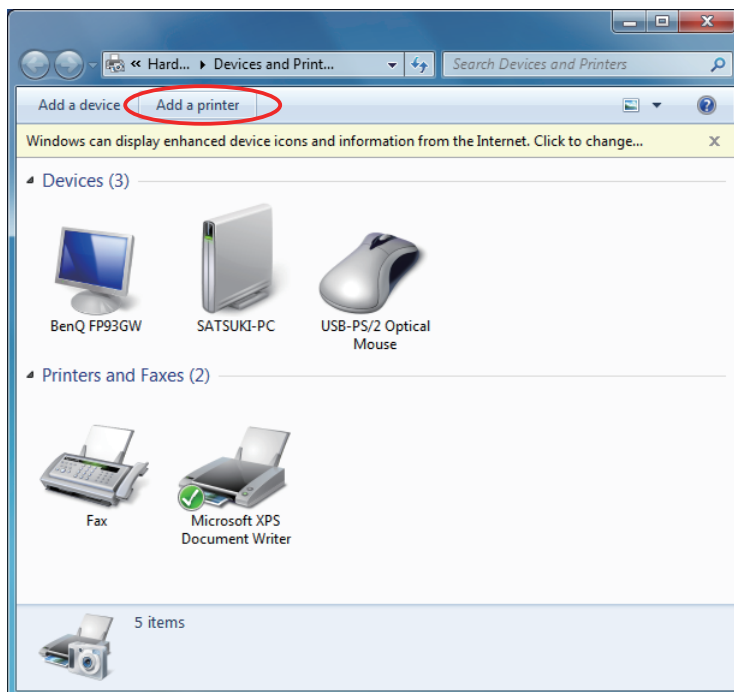 « Hard... ▸ Devices and Print...
Search Devices and Printers
Add a device
Add a printer
Windows can display enhanced device icons and information from the Internet. Click to change...
Devices (3)
BenQ FP93GW
SATSUKI-PC
USB-PS/2 Optical
Mouse
Printers and Faxes (2)
Fax
Microsoft XPS
Document Writer
5 items